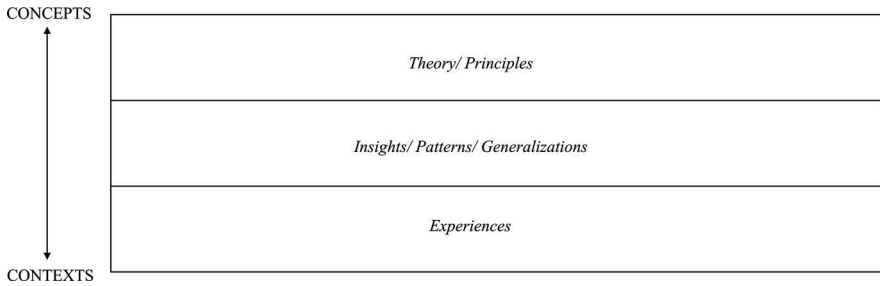 CONCEPTS
Theory/ Principles
Insights/ Patterns/ Generalizations
Experiences
CONTEXTS